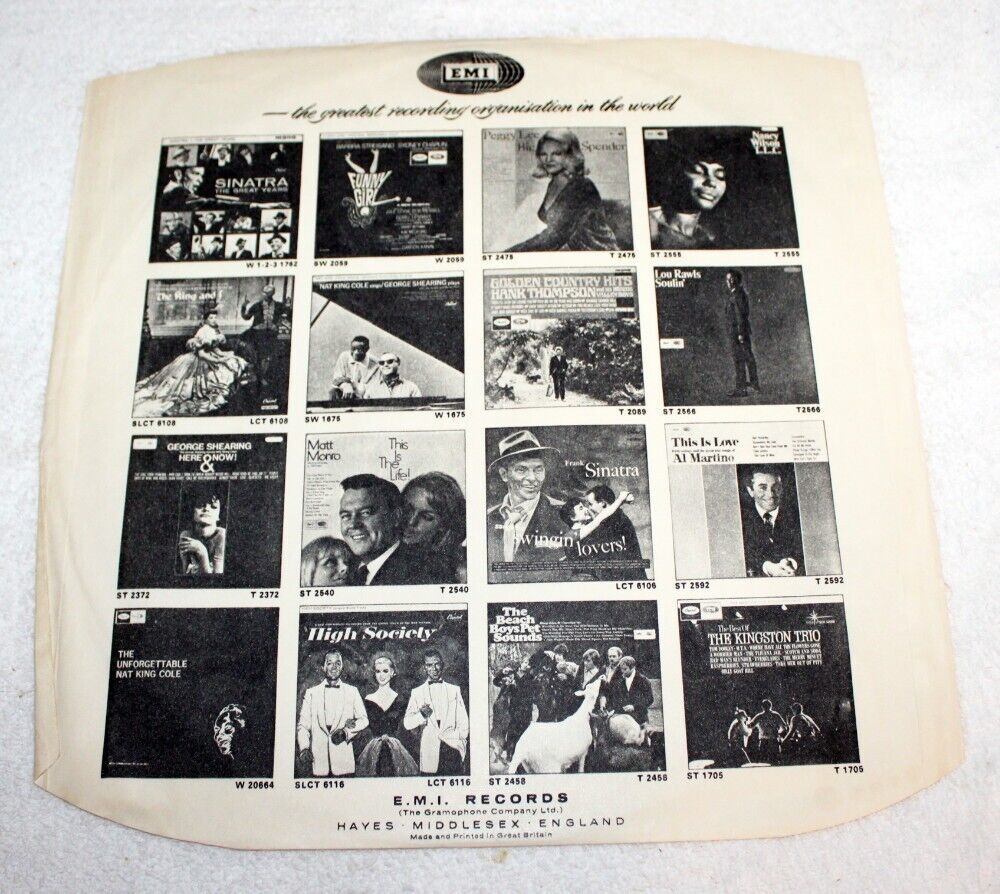 EMI
—the greatest recording organisation in the world
SINATRA
THE GREAT YEARS
W 1-2-3 1762
BARBRA STREISAND SYDNEY CHAPLIN
FUNNY GIRL
SW 2059
W 2059
Peggy Lee
Big Spender
ST 2475
T 2475
Nancy
Wilson
ST 2555
T 2555
The King and I
SLCT 6108
LCT 6108
NAT KING COLE sings/GEORGE SHEARING plays
SW 1675
W 1675
GOLDEN COUNTRY HITS
HANK THOMPSON
T 2089
Lou Rawls
Soulin'
ST 2566
T2566
GEORGE SHEARING
HERE & NOW!
ST 2372
T 2372
Matt
Monro
This
Is
The
Life!
ST 2540
T 2540
Frank
Sinatra
swingin' lovers!
LCT 6106
This Is Love
Al Martino
ST 2592
T 2592
THE
UNFORGETTABLE
NAT KING COLE
W 20664
High Society
SLCT 6116
LCT 6116
The
Beach
Boys Pet
Sounds
ST 2458
T 2458
The Best Of
THE KINGSTON TRIO
ST 1705
T 1705
E.M.I. RECORDS
(The Gramophone Company Ltd.)
HAYES · MIDDLESEX · ENGLAND
Made and Printed in Great Britain